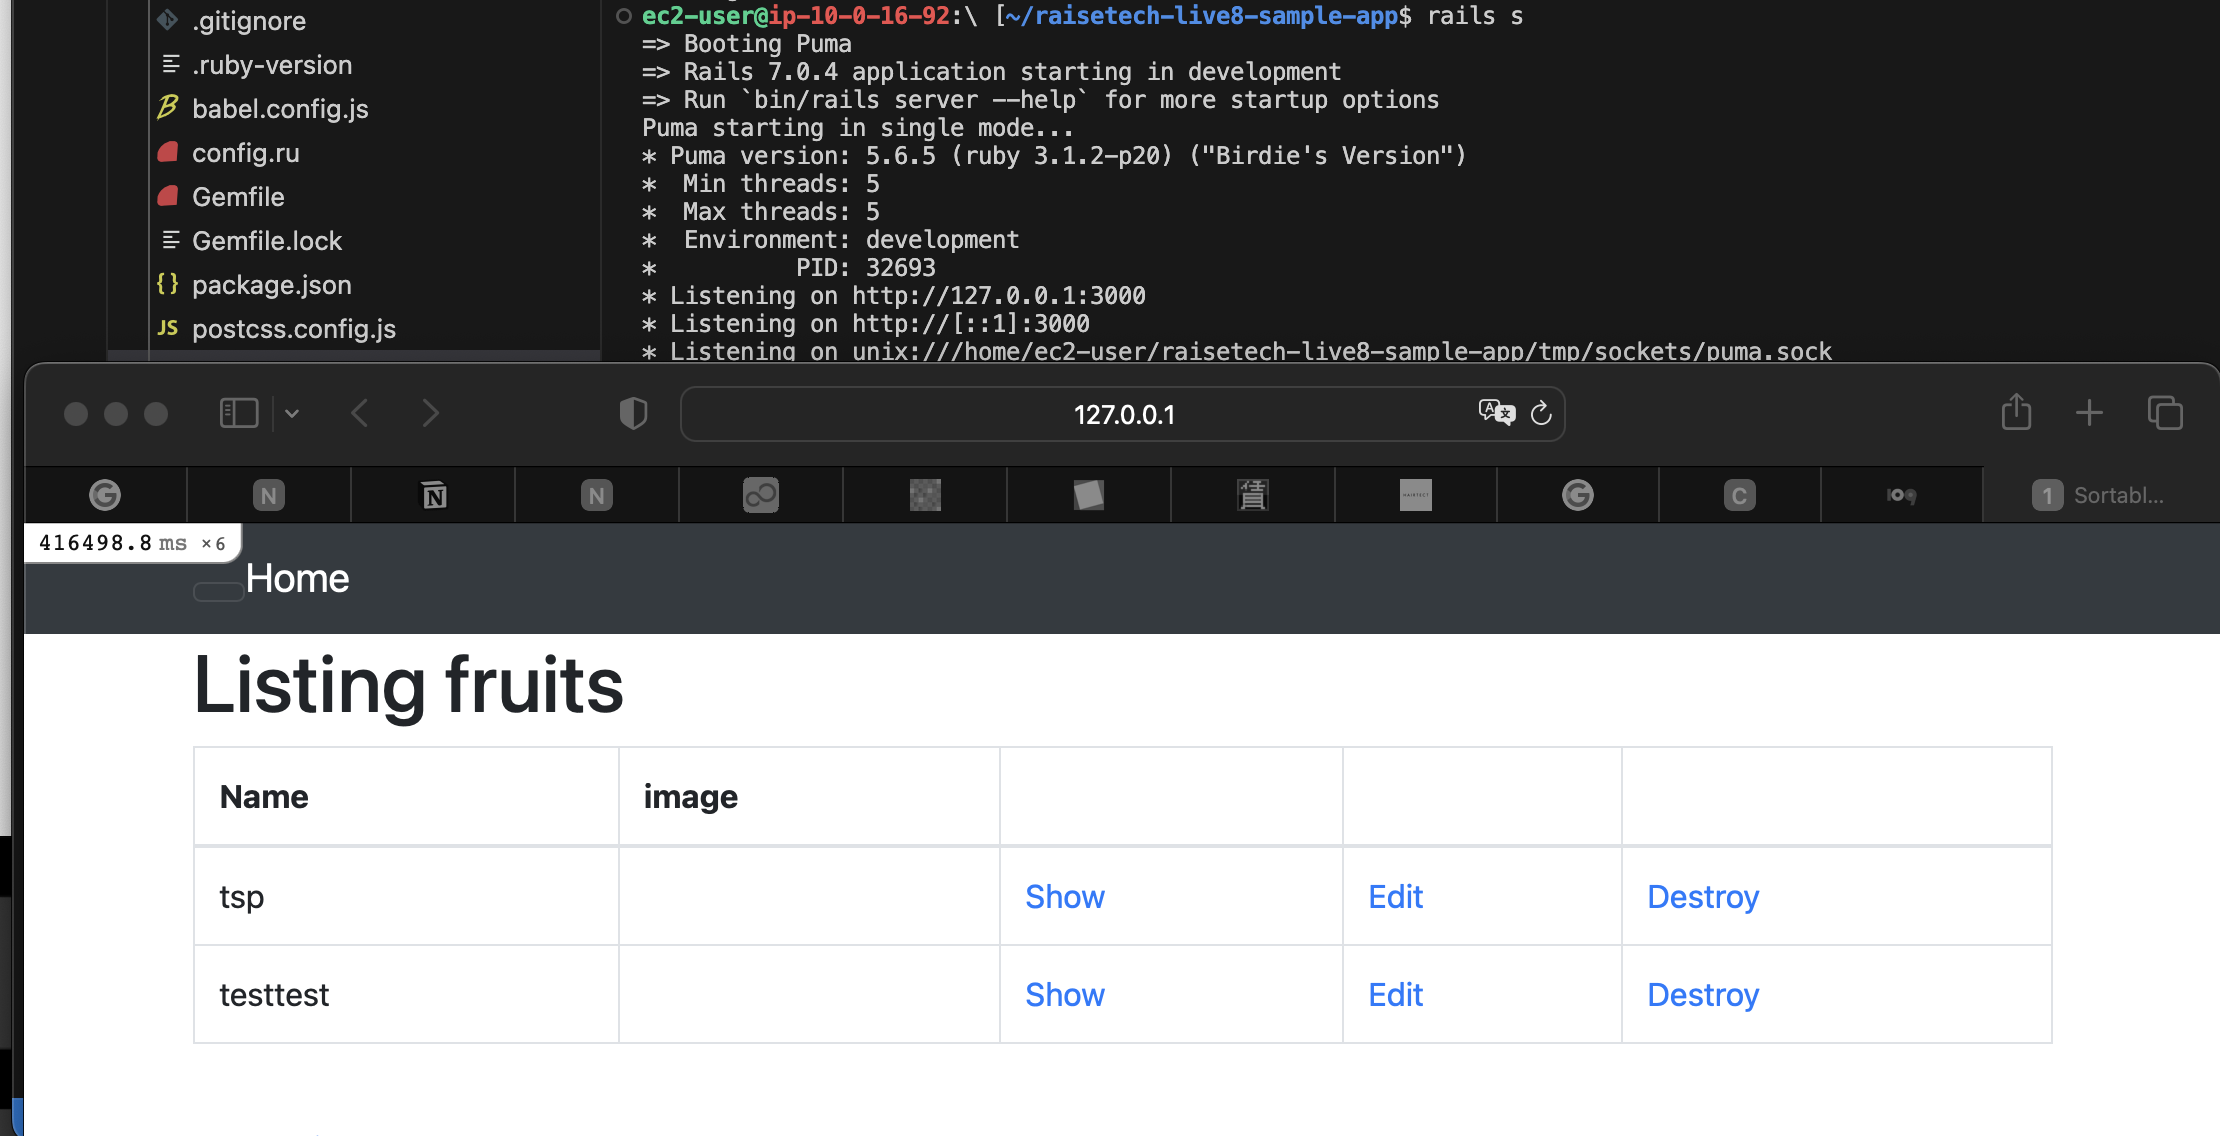 .gitignore
.ruby-version
babel.config.js
config.ru
Gemfile
Gemfile.lock
package.json
JS postcss.config.js
ec2-user@ip-10-0-16-92:\ [~/raisetech-live8-sample-app$ rails s
=> Booting Puma
=> Rails 7.0.4 application starting in development
=> Run `bin/rails server --help` for more startup options
Puma starting in single mode...
* Puma version: 5.6.5 (ruby 3.1.2-p20) ("Birdie's Version")
*  Min threads: 5
*  Max threads: 5
*  Environment: development
*          PID: 32693
* Listening on http://127.0.0.1:3000
* Listening on http://[::1]:3000
* Listening on unix:///home/ec2-user/raisetech-live8-sample-app/tmp/sockets/puma.sock
127.0.0.1
G N N N 賃 G C 109 1 Sortabl...
416498.8 ms ×6
Home
Listing fruits
Name image
tsp Show Edit Destroy
testtest Show Edit Destroy